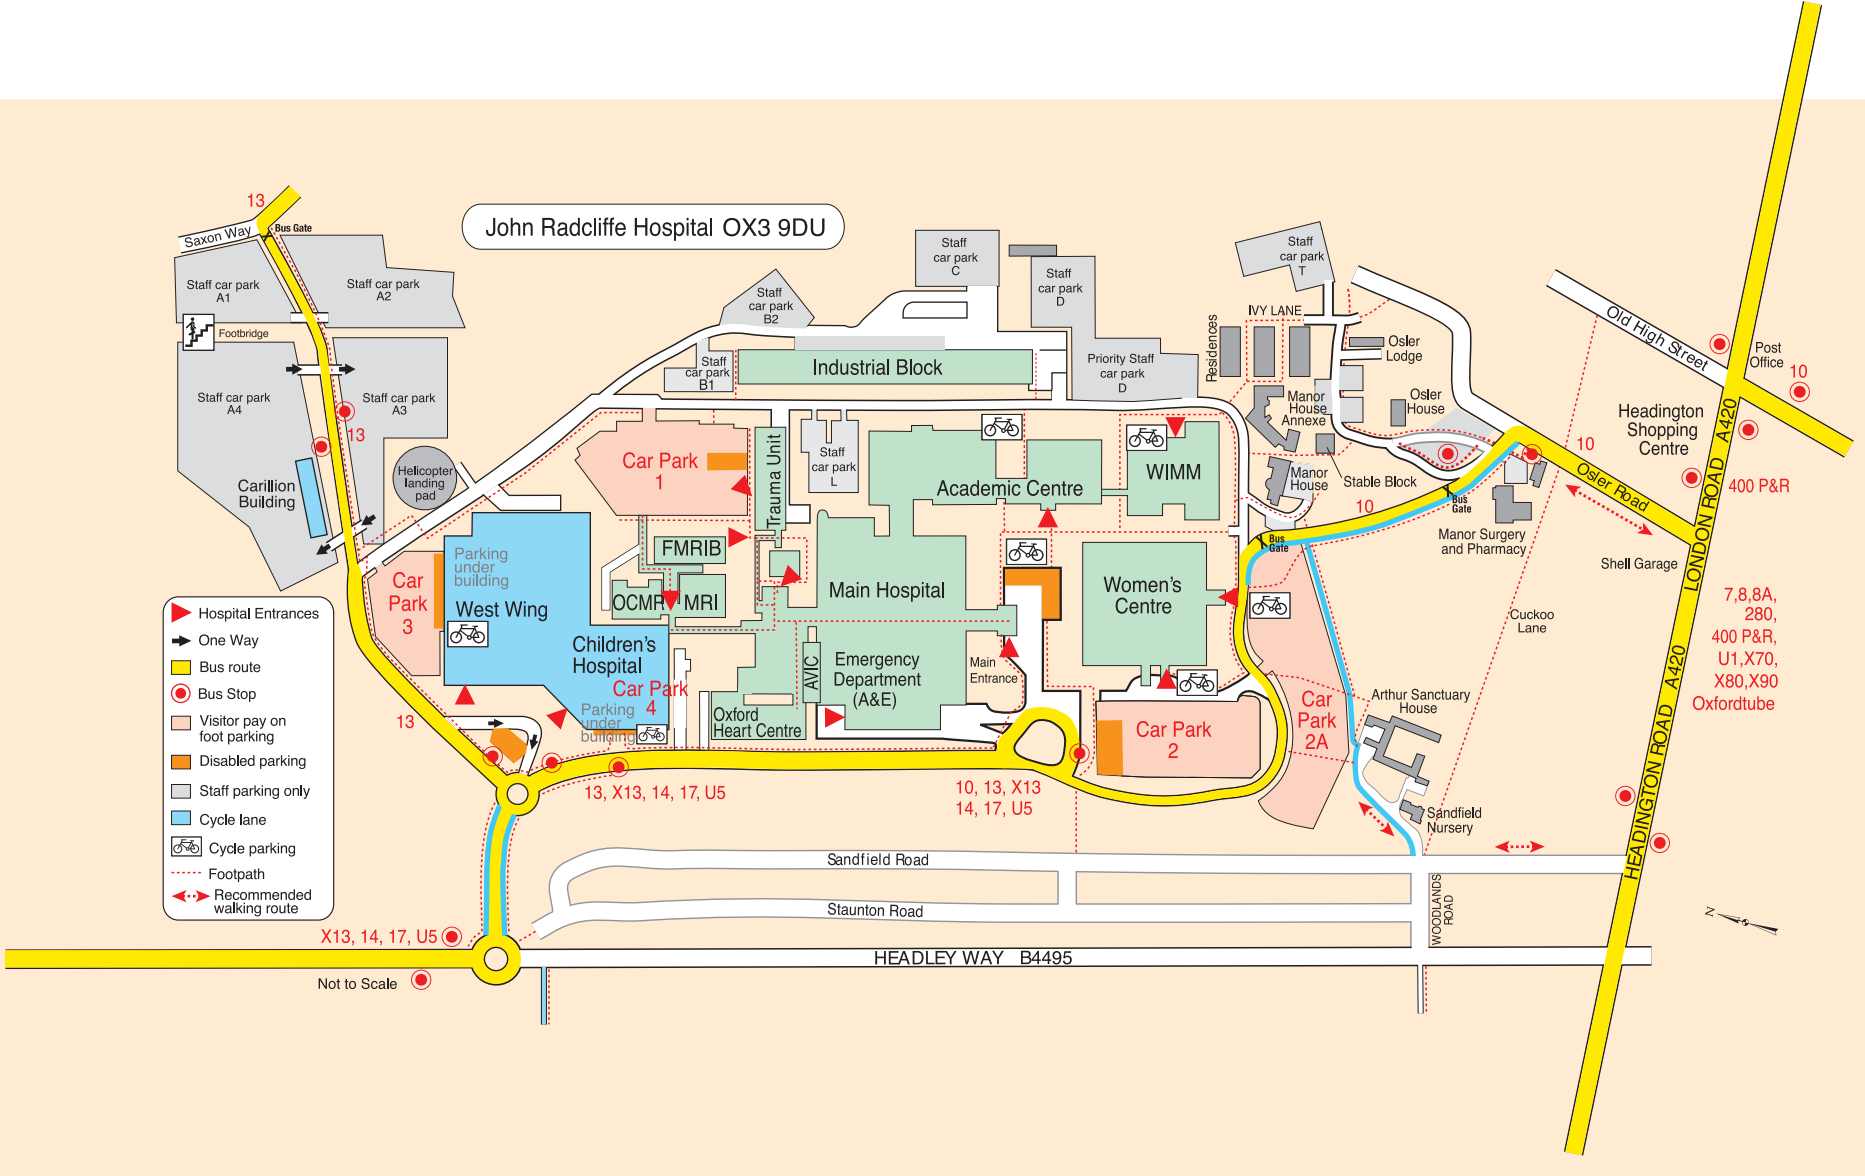 John Radcliffe Hospital OX3 9DU
13
Saxon Way
Bus Gate
Staff car park
A1
Staff car park
A2
Footbridge
Staff car park
A4
Staff car park
A3
13
Carillion
Building
Helicopter
landing
pad
Staff
car park
B2
Staff
car park
B1
Staff
car park
C
Staff
car park
D
Priority Staff
car park
D
Staff
car park
T
Industrial Block
Residences
IVY LANE
Osler
Lodge
Osler
House
Manor
House
Annexe
Manor
House
Stable Block
Old High Street
Post
Office
10
Headington
Shopping
Centre
400 P&R
10
Osler Road
10
Bus
Gate
Bus
Gate
Manor Surgery
and Pharmacy
Shell Garage
LONDON ROAD A420
Cuckoo
Lane
7,8,8A,
280,
400 P&R,
U1,X70,
X80,X90
Oxfordtube
HEADINGTON ROAD A420
Car Park
1
Trauma Unit
Staff
car park
L
Academic Centre
WIMM
FMRIB
OCMR
MRI
Main Hospital
Women's
Centre
Parking
under
building
West Wing
Car
Park
3
Children's
Hospital
Car Park
4
Parking
under
building
AVIC
Emergency
Department
(A&E)
Main
Entrance
Oxford
Heart Centre
Car Park
2
Car
Park
2A
Arthur Sanctuary
House
Sandfield
Nursery
13
13, X13, 14, 17, U5
10, 13, X13
14, 17, U5
Hospital Entrances
One Way
Bus route
Bus Stop
Visitor pay on
foot parking
Disabled parking
Staff parking only
Cycle lane
Cycle parking
Footpath
Recommended
walking route
Sandfield Road
Staunton Road
WOODLANDS
ROAD
N
X13, 14, 17, U5
HEADLEY WAY B4495
Not to Scale